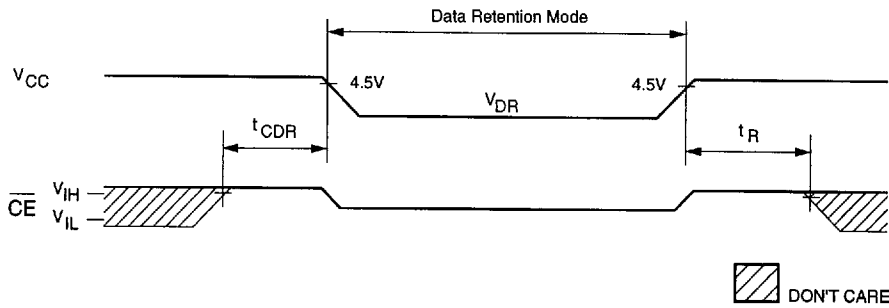 Data Retention Mode
VCC
4.5V
VDR
4.5V
tCDR
tR
CE
VIH
VIL
DON'T CARE